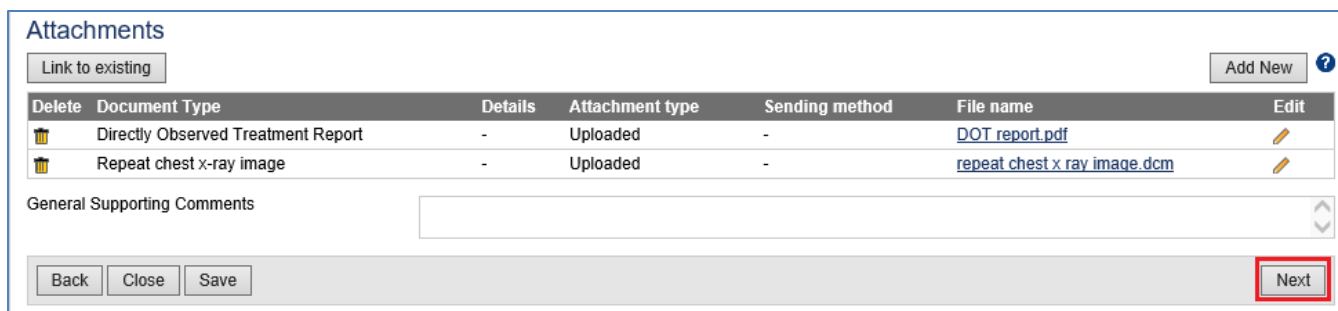 Attachments
Link to existing Add New ?
Delete Document Type Details Attachment type Sending method File name Edit
Directly Observed Treatment Report - Uploaded - DOT report.pdf
Repeat chest x-ray image - Uploaded - repeat chest x ray image.dcm
General Supporting Comments
Back Close Save Next